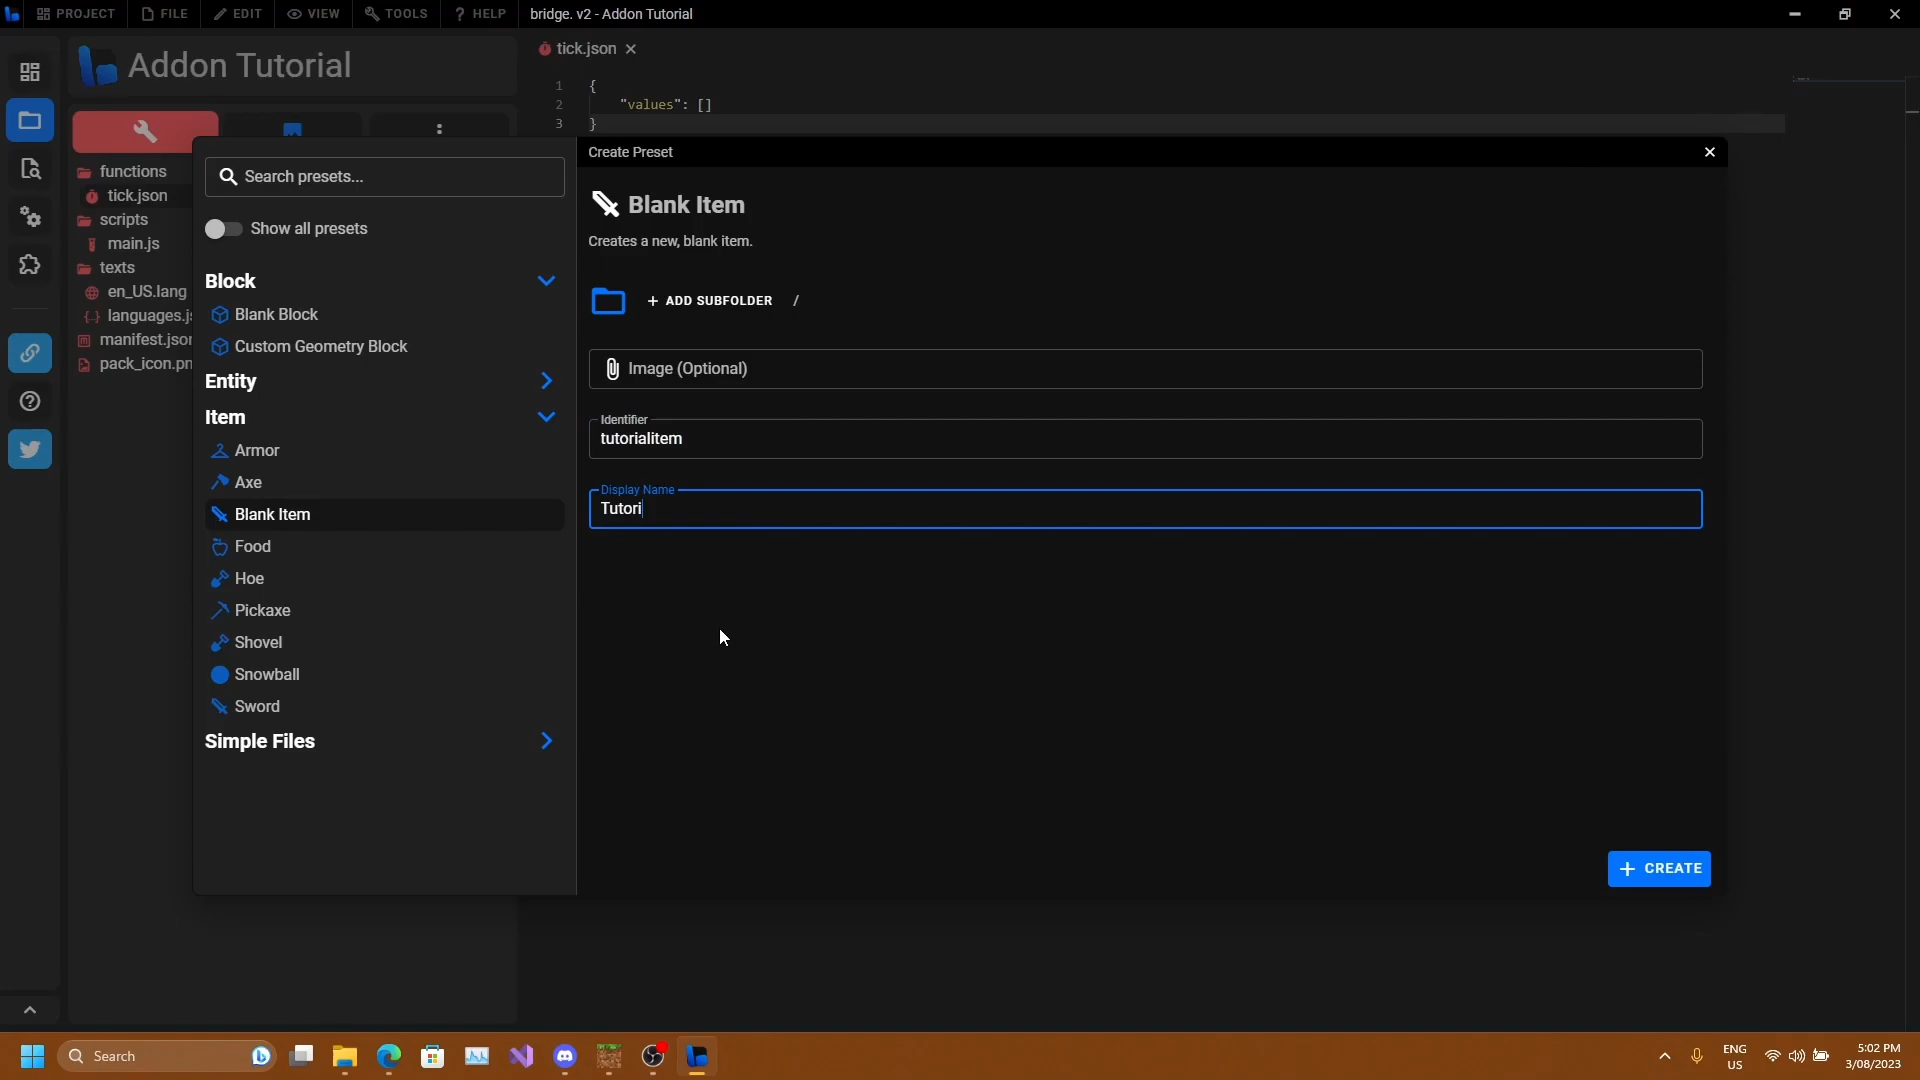 PROJECT FILE EDIT VIEW TOOLS HELP bridge. v2 - Addon Tutorial
Addon Tutorial
tick.json
1 {
2 "values": []
3 }
functions
tick.json
scripts
main.js
texts
en_US.lang
languages.js
manifest.json
pack_icon.pn
Search presets...
Show all presets
Block
Blank Block
Custom Geometry Block
Entity
Item
Armor
Axe
Blank Item
Food
Hoe
Pickaxe
Shovel
Snowball
Sword
Simple Files
Create Preset
Blank Item
Creates a new, blank item.
+ ADD SUBFOLDER /
Image (Optional)
Identifier
tutorialitem
Display Name
Tutori
+ CREATE
Search
ENG
US
5:02 PM
3/08/2023